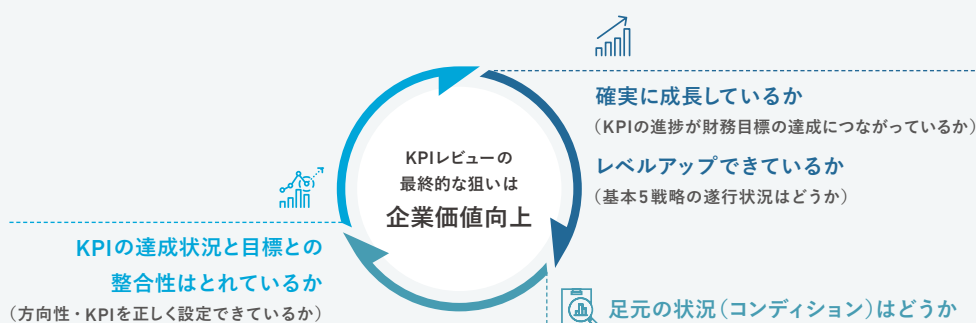 確実に成長しているか
（KPIの進捗が財務目標の達成につながっているか）
レベルアップできているか
（基本5戦略の遂行状況はどうか）
KPIレビューの
最終的な狙いは
企業価値向上
KPIの達成状況と目標との
整合性はとれているか
（方向性・KPIを正しく設定できているか）
足元の状況（コンディション）はどうか